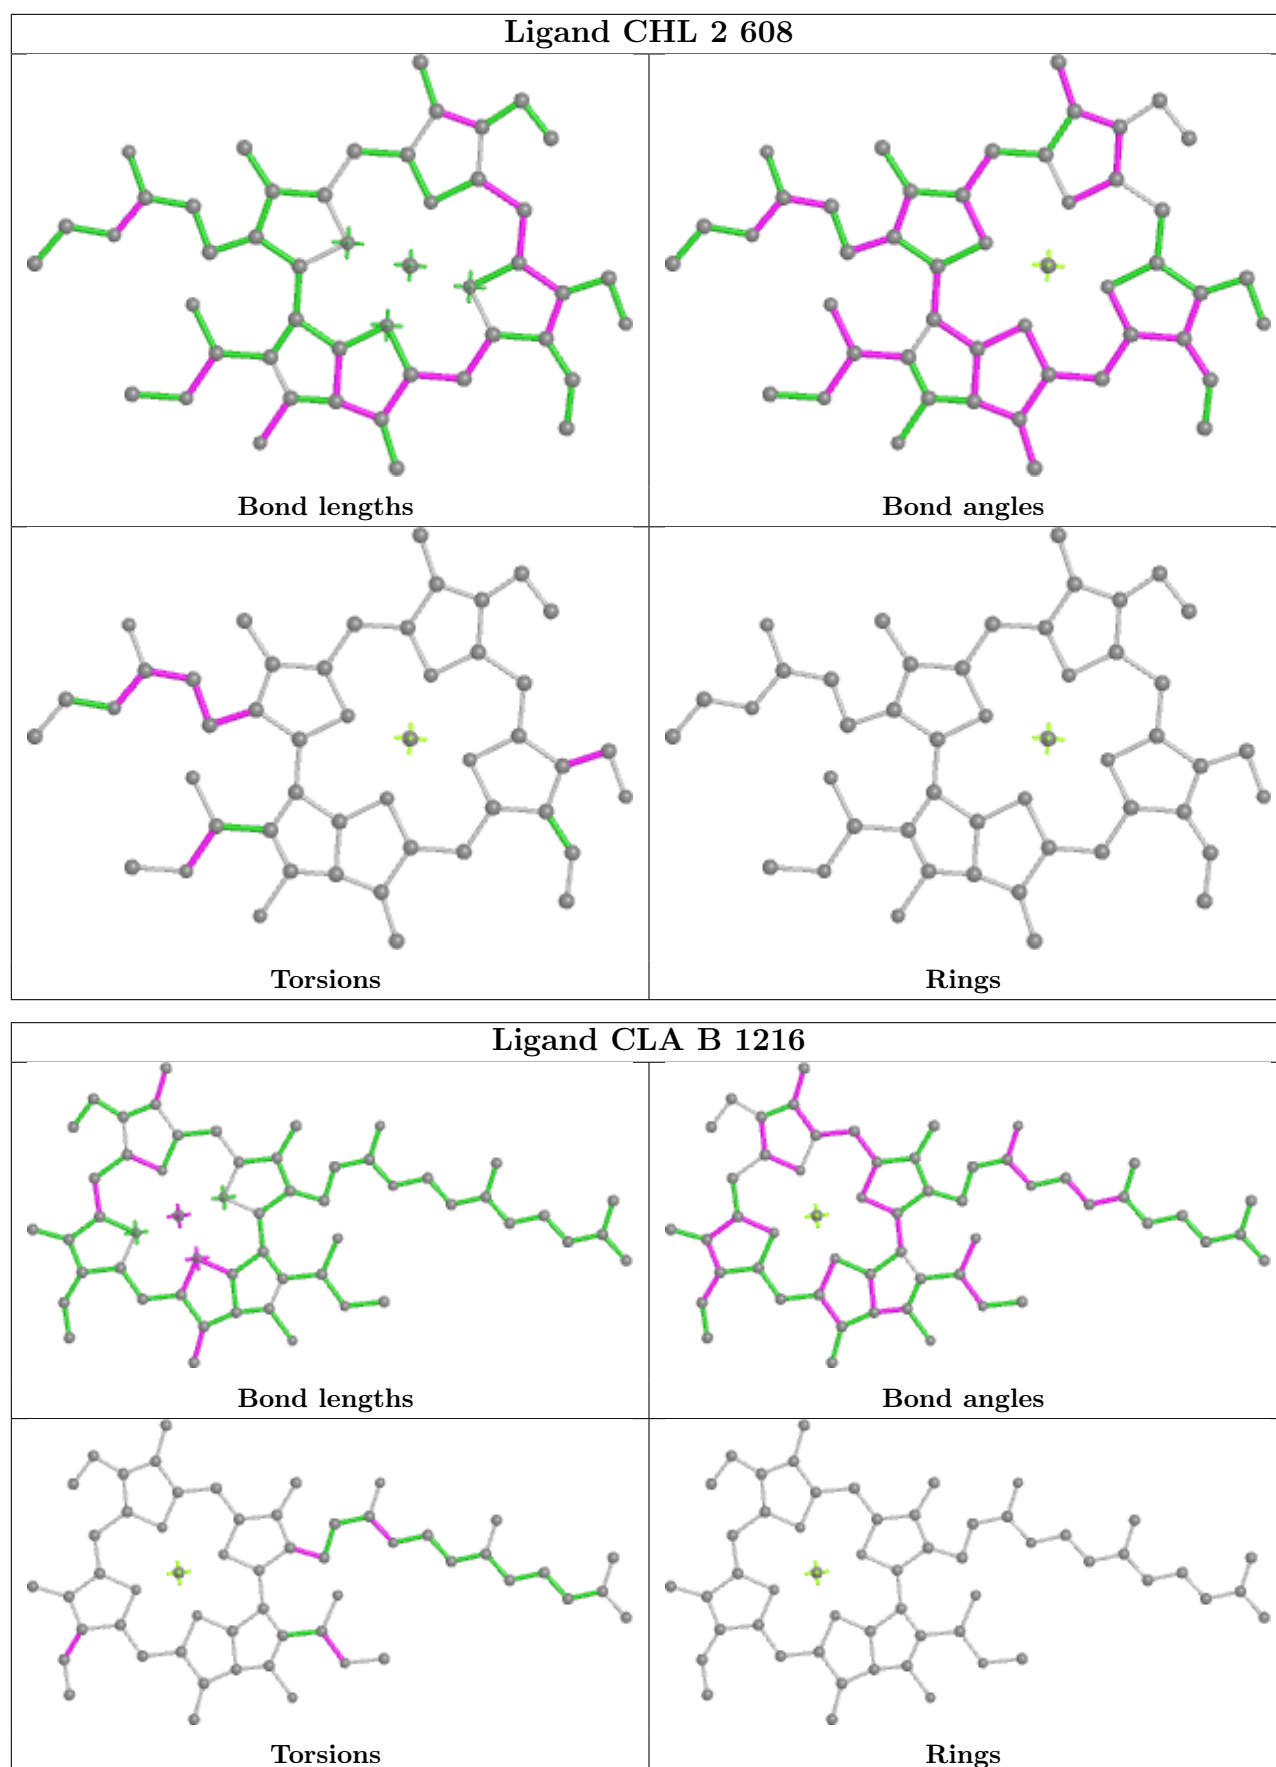 Ligand CHL 2 608
Bond lengths
Bond angles
Torsions
Rings
Ligand CLA B 1216
Bond lengths
Bond angles
Torsions
Rings